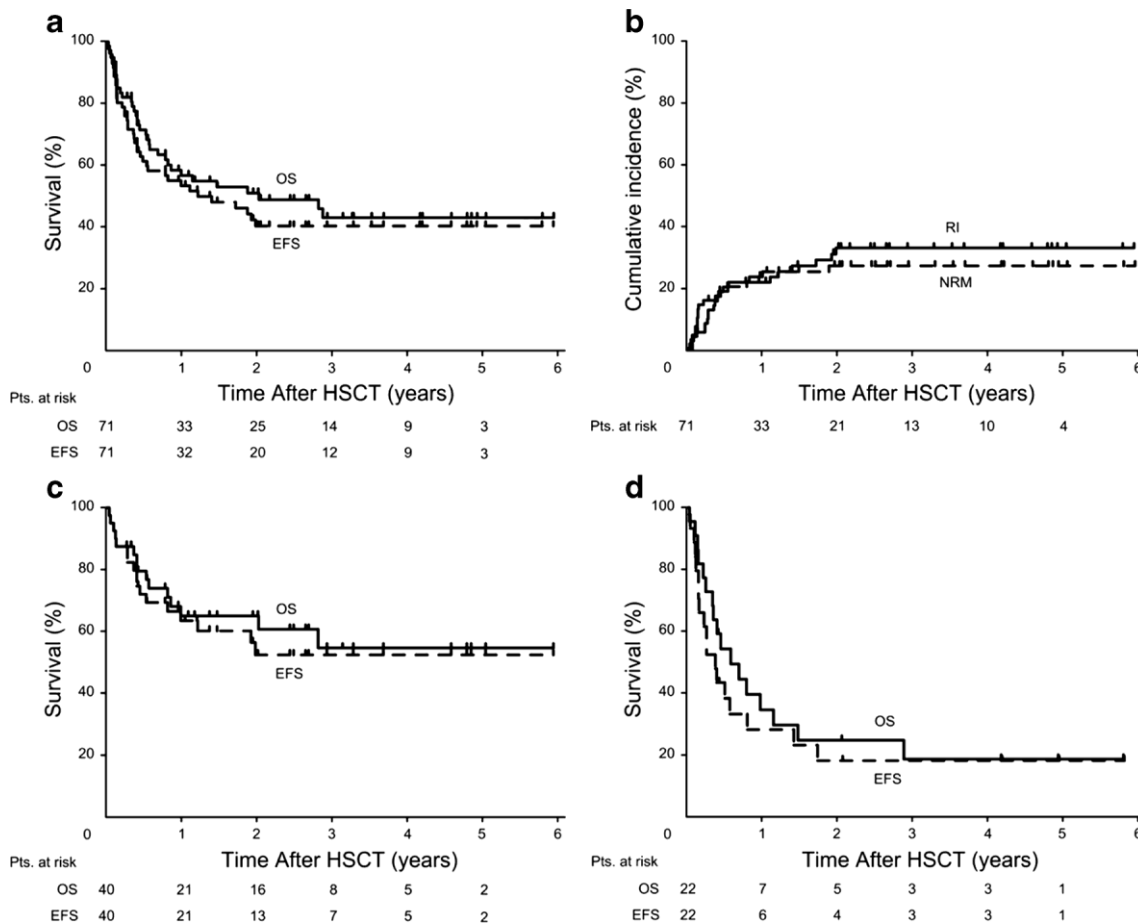 a
100
80
60
40
20
0
Survival (%)
OS
EFS
1 2 3 4 5 6
Time After HSCT (years)
Pts. at risk
OS 71 33 25 14 9 3
EFS 71 32 20 12 9 3
b
100
80
60
40
20
0
Cumulative incidence (%)
RI
NRM
1 2 3 4 5 6
Time After HSCT (years)
Pts. at risk 71 33 21 13 10 4
c
100
80
60
40
20
0
Survival (%)
OS
EFS
1 2 3 4 5 6
Time After HSCT (years)
Pts. at risk
OS 40 21 16 8 5 2
EFS 40 21 13 7 5 2
d
100
80
60
40
20
0
Survival (%)
OS
EFS
1 2 3 4 5 6
Time After HSCT (years)
Pts. at risk
OS 22 7 5 3 3 1
EFS 22 6 4 3 3 1